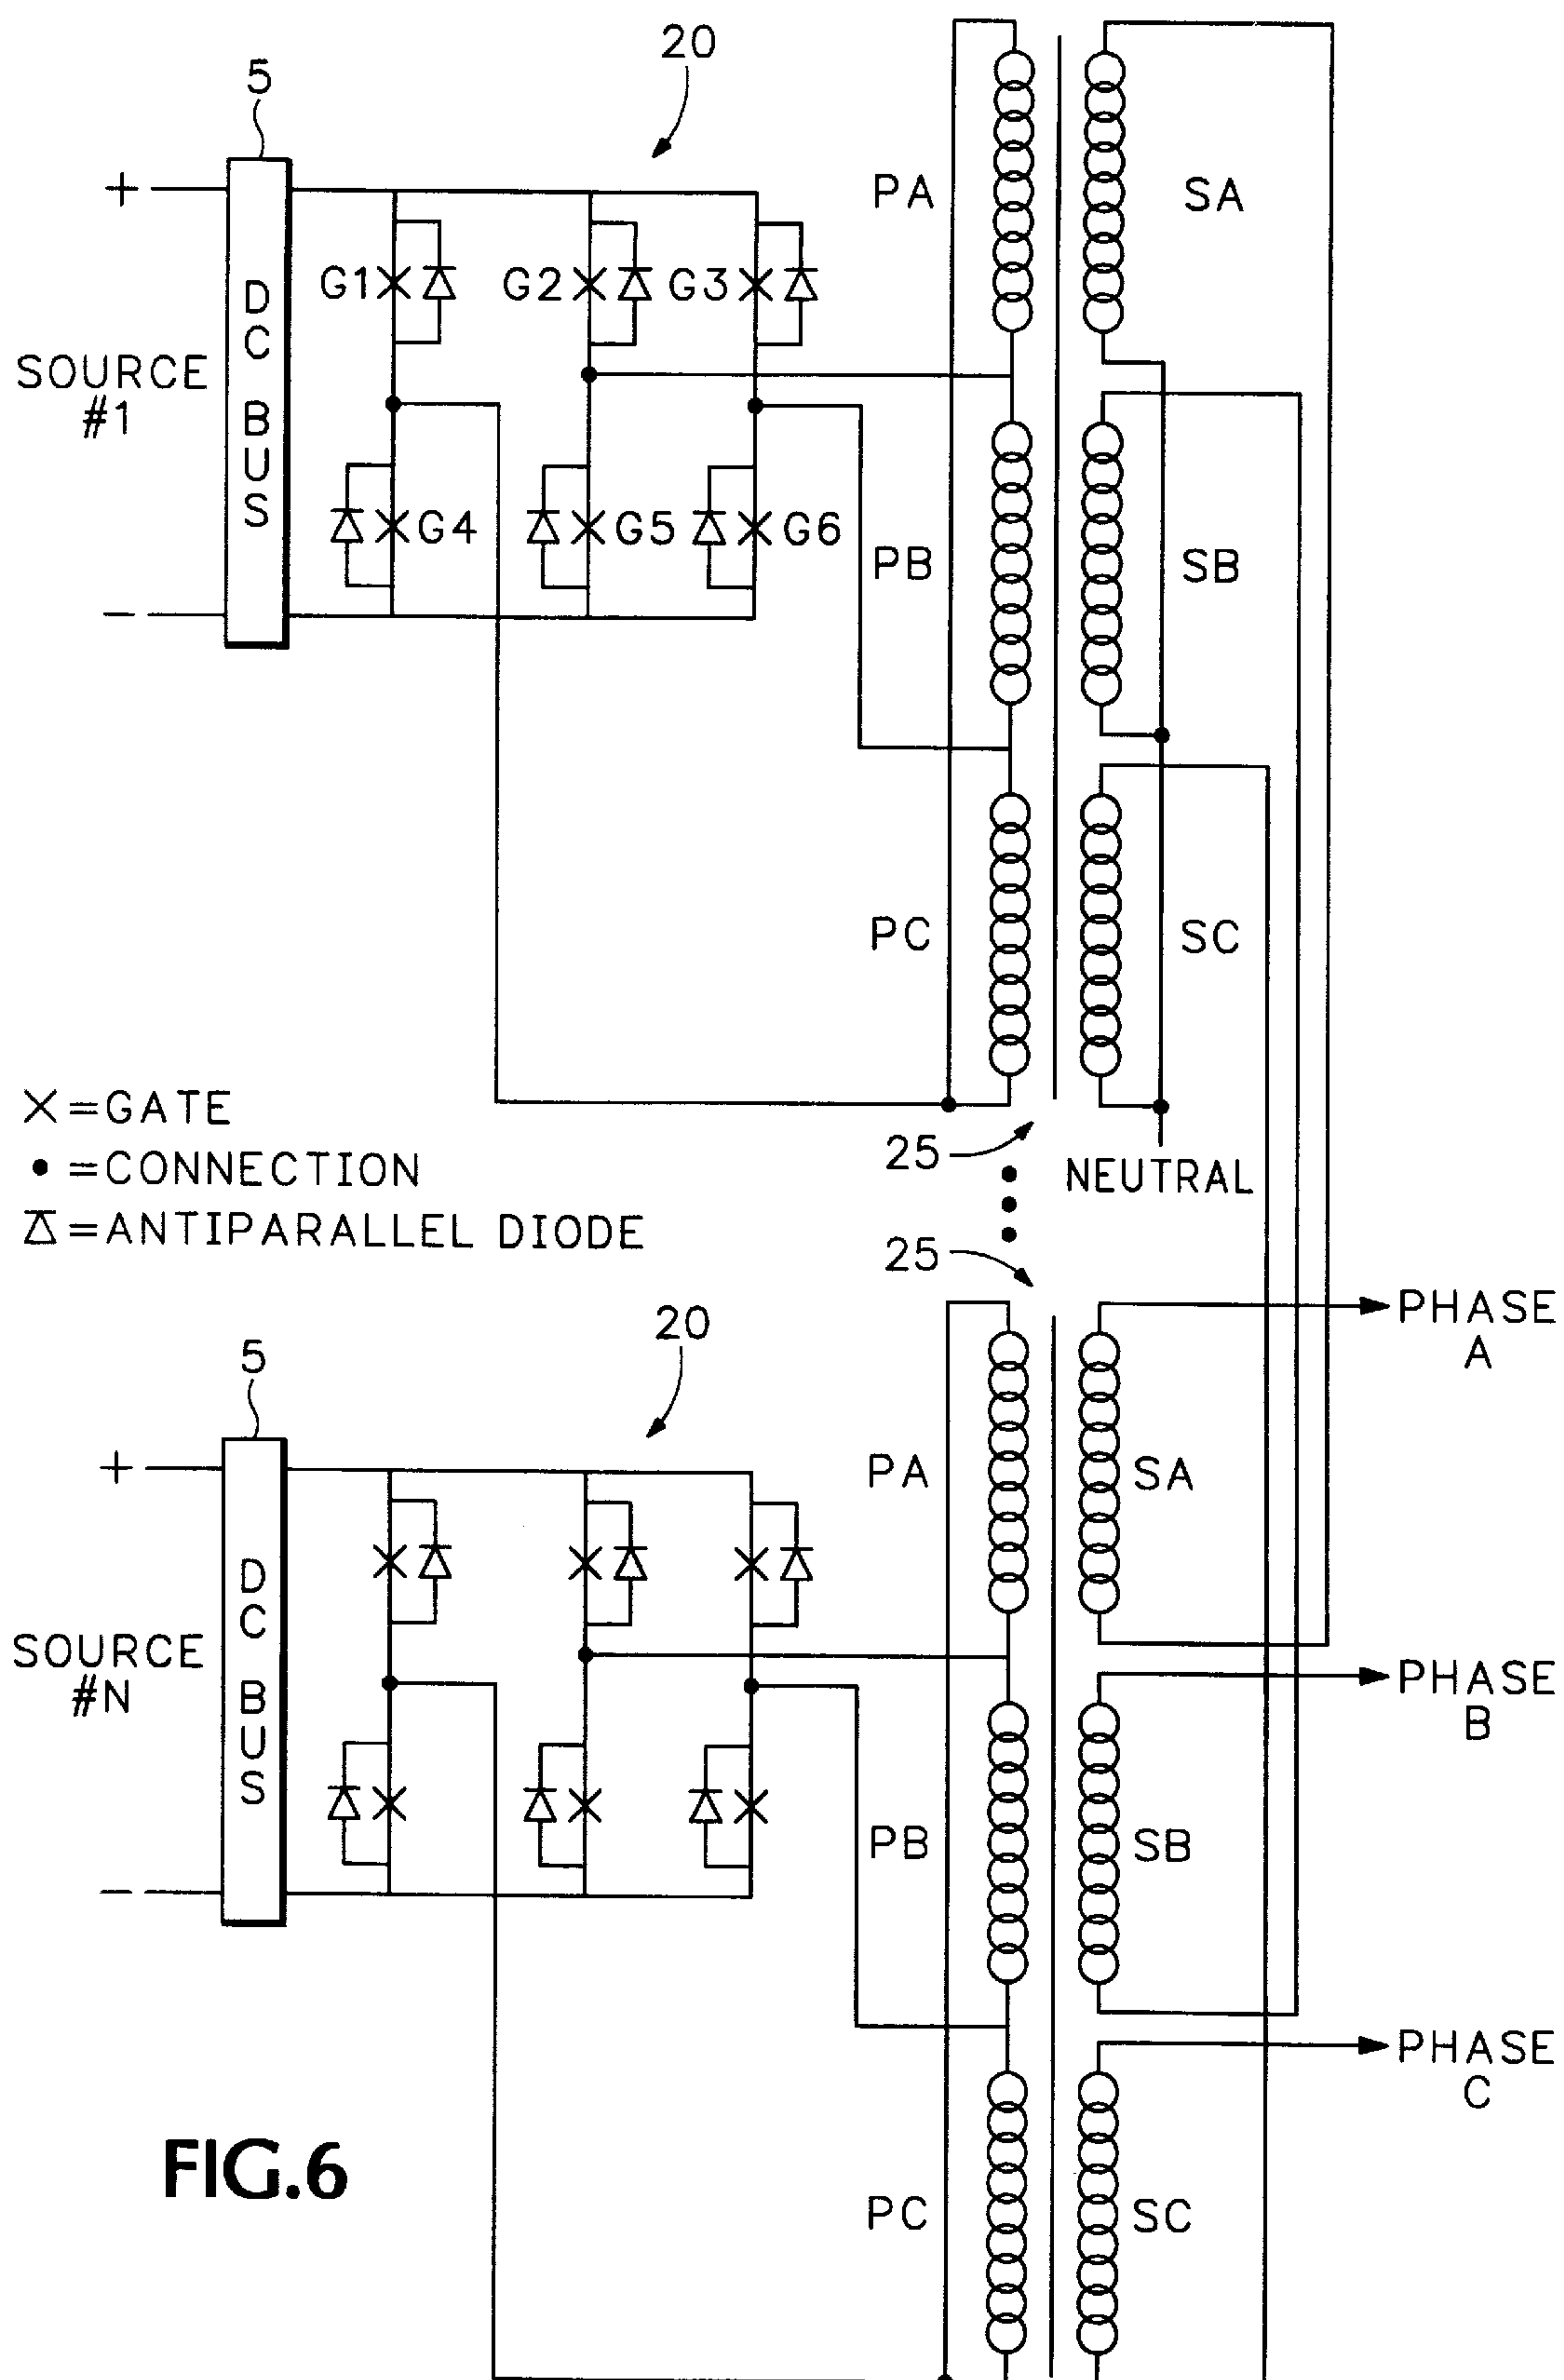 20
5
+
PA
SA
G1
G2
G3
DC BUS
SOURCE
#1
G4
G5
G6
PB
SB
−
PC
SC
X=GATE
• =CONNECTION
=ANTIPARALLEL DIODE
25
NEUTRAL
25
PHASE
A
20
5
+
PA
SA
DC BUS
SOURCE
#N
PHASE
B
PB
SB
−
PHASE
C
FIG.6
PC
SC